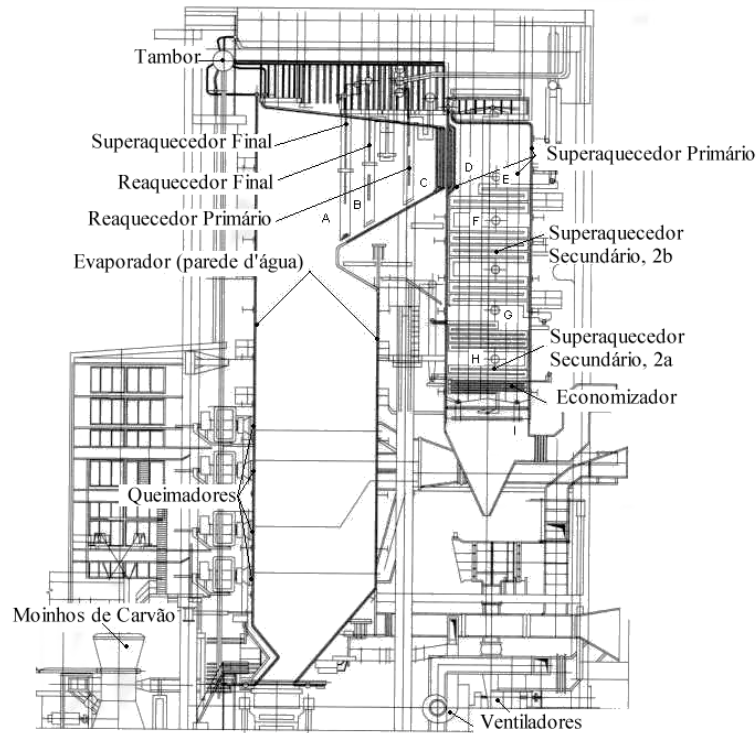 Tambor
Superaquecedor Final
Reaquecedor Final
Reaquecedor Primário
Evaporador (parede d'água)
A
B
C
D
E
Superaquecedor Primário
F
Superaquecedor
Secundário, 2b
G
H
Superaquecedor
Secundário, 2a
Economizador
I
Queimadores
Moinhos de Carvão
Ventiladores